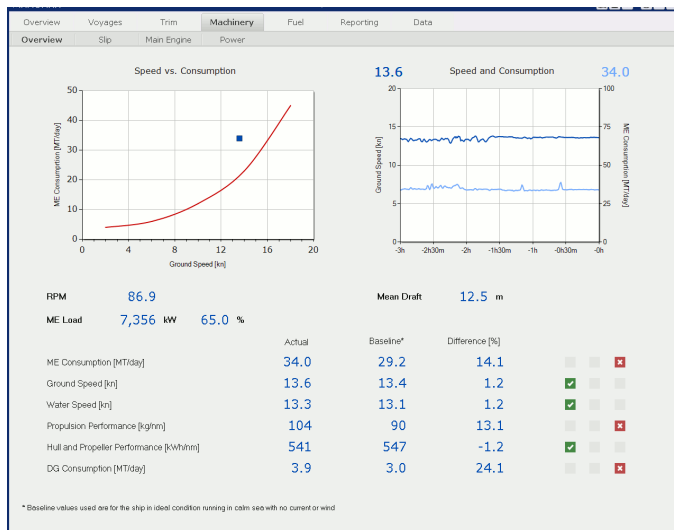 Overview Voyages Trim Machinery Fuel Reporting Data
Overview Slip Main Engine Power
Speed vs. Consumption
13.6 Speed and Consumption 34.0
ME Consumption [MT/day]
50
40
30
20
10
0
0 4 8 12 16 20
Ground Speed [kn]
Ground Speed [kn]
20
15
10
5
0
100
75
50
25
0
ME Consumption [MT/day]
-3h -2h30m -2h -1h30m -1h -0h30m -0h
RPM 86.9 Mean Draft 12.5 m
ME Load 7,356 kW 65.0 %
Actual Baseline* Difference [%]
ME Consumption [MT/day] 34.0 29.2 14.1
Ground Speed [kn] 13.6 13.4 1.2
Water Speed [kn] 13.3 13.1 1.2
Propulsion Performance [kg/nm] 104 90 13.1
Hull and Propeller Performance [kWh/nm] 541 547 -1.2
DG Consumption [MT/day] 3.9 3.0 24.1
* Baseline values used are for the ship in ideal condition running in calm sea with no current or wind